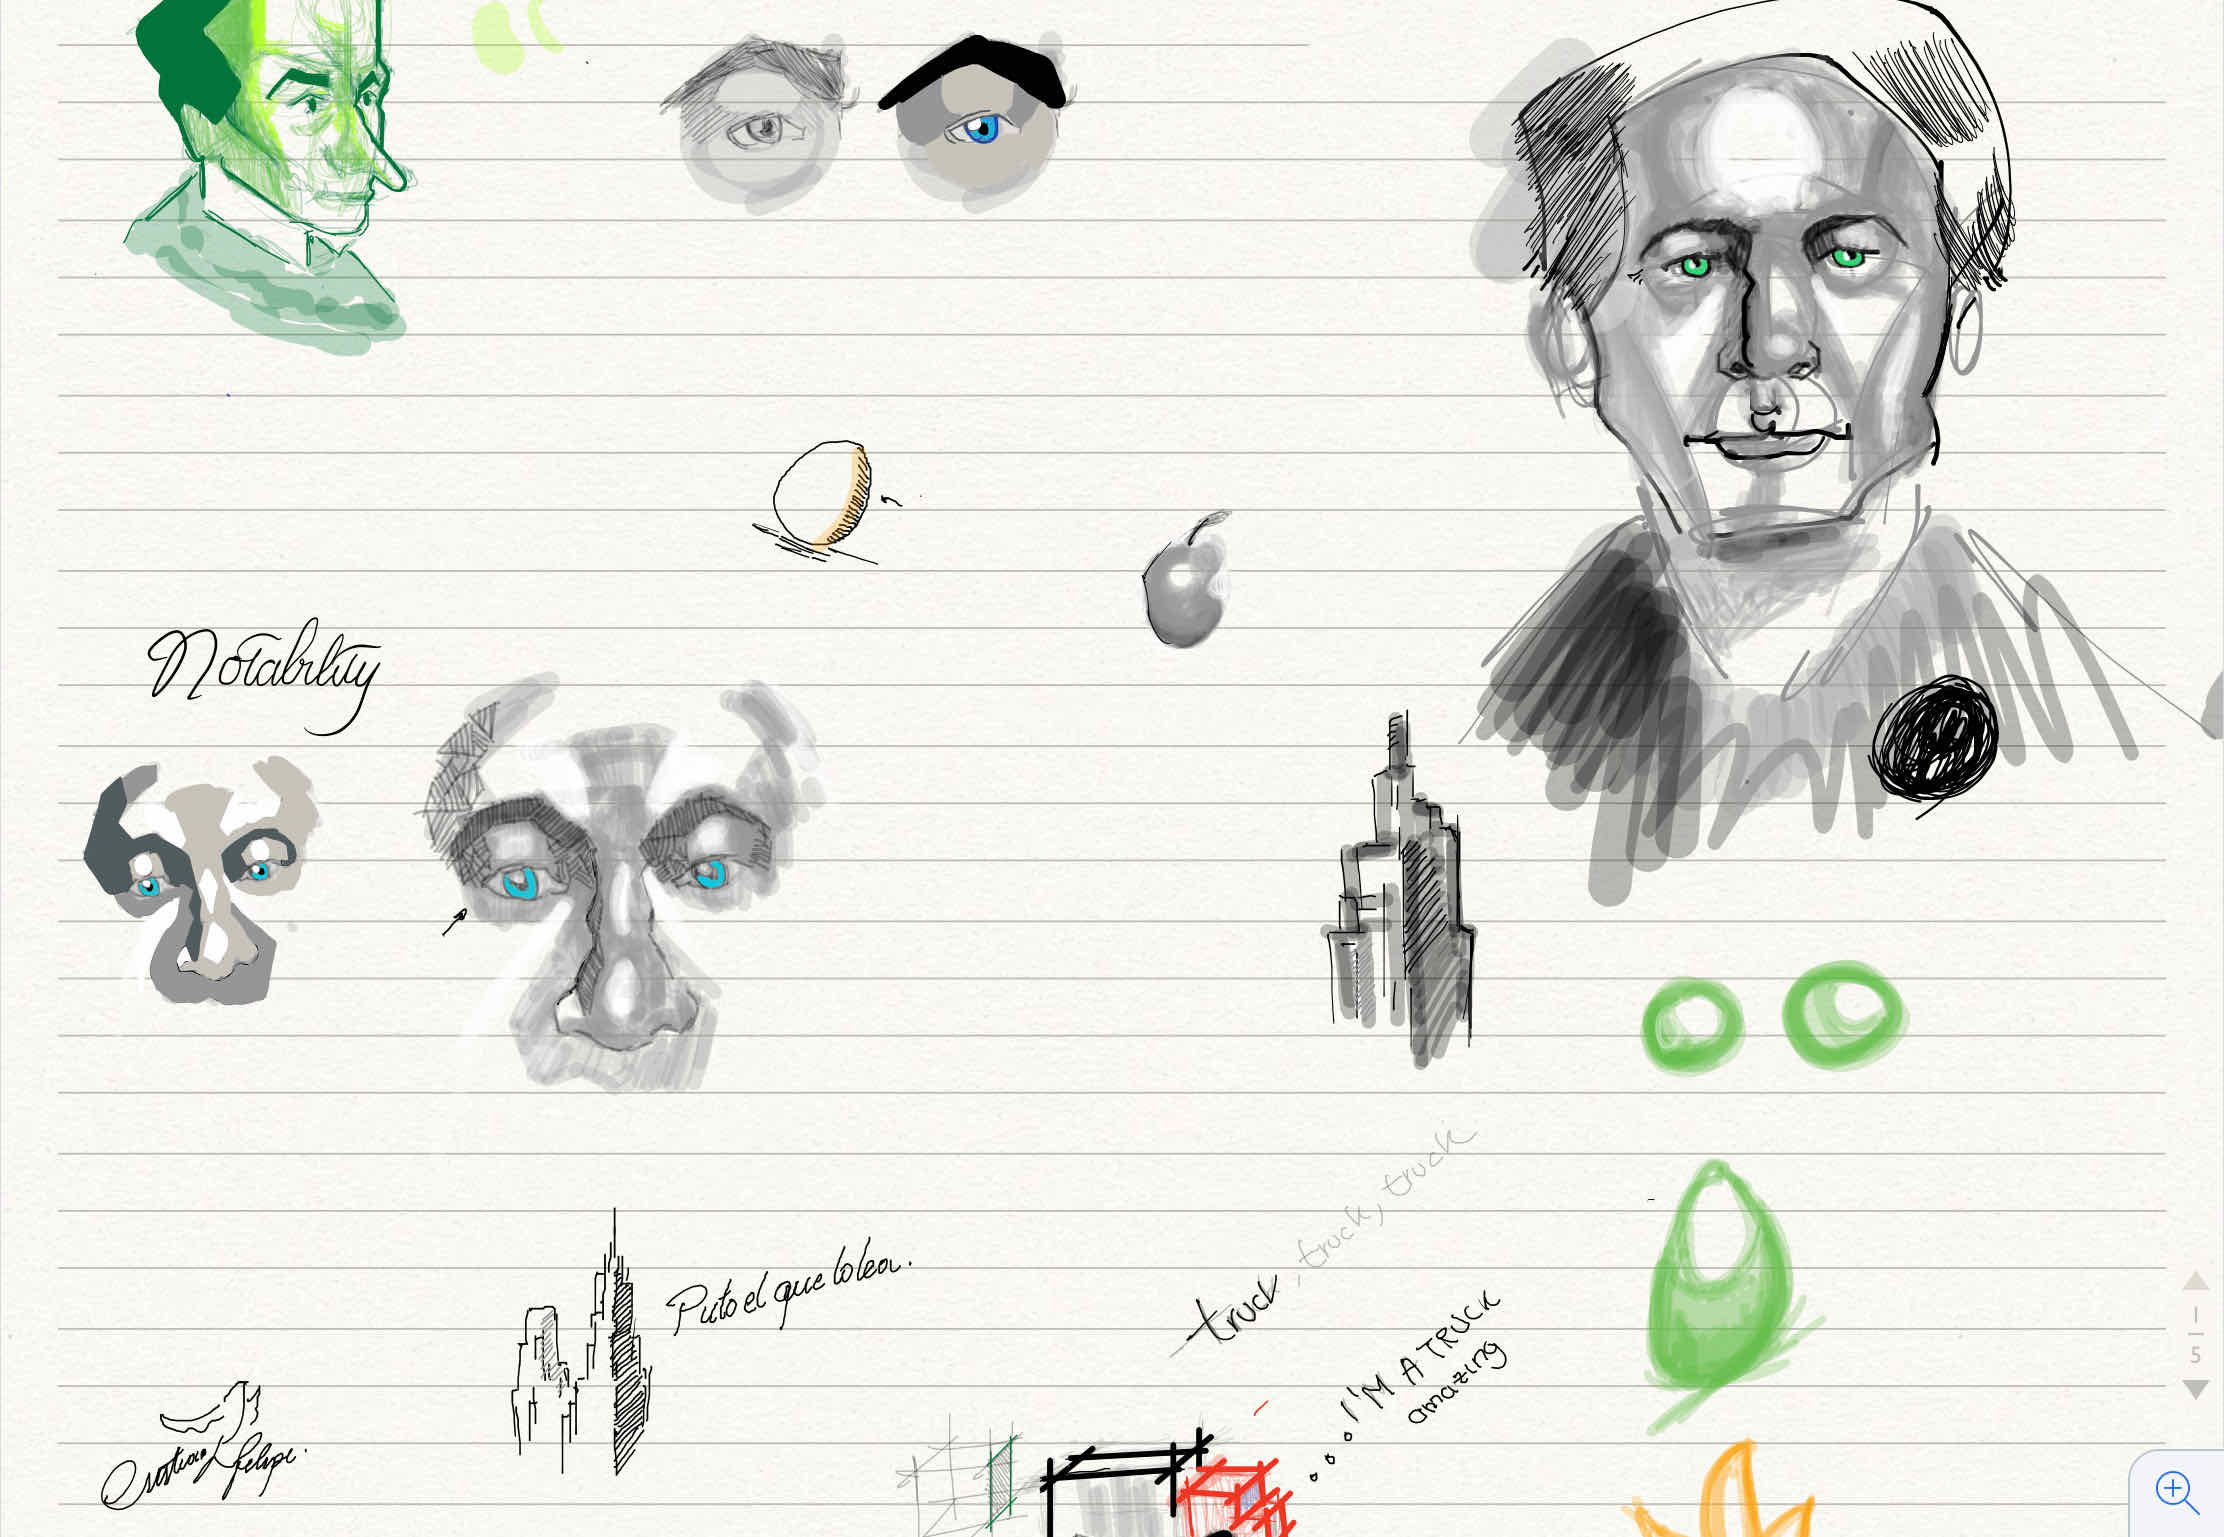 Notability
truck, truck, truck
Puto el que lo lea.
I'M A TRUCK
amazing
Cristian Felipe.
1
5